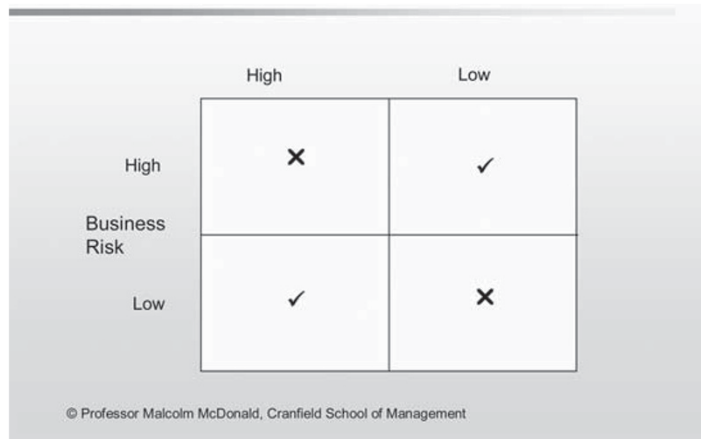 High Low
High
Business
Risk
Low
© Professor Malcolm McDonald, Cranfield School of Management